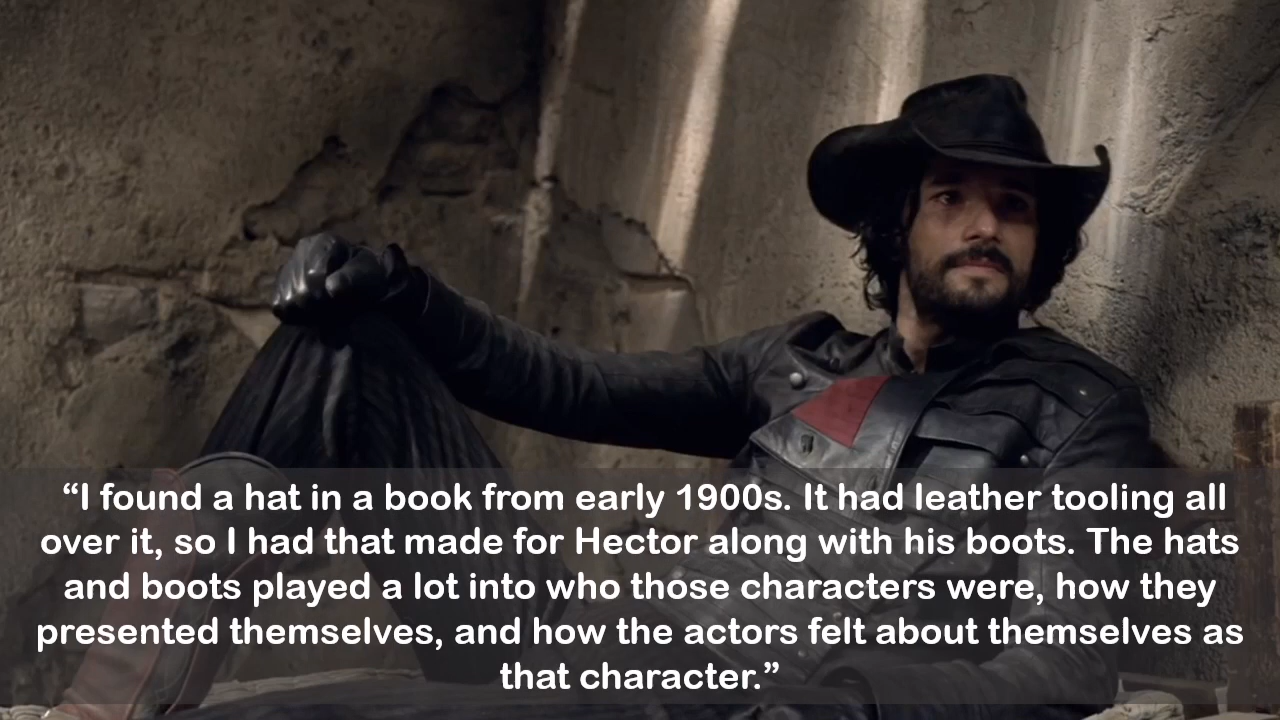 “I found a hat in a book from early 1900s. It had leather tooling all
over it, so I had that made for Hector along with his boots. The hats
and boots played a lot into who those characters were, how they
presented themselves, and how the actors felt about themselves as
that character.”